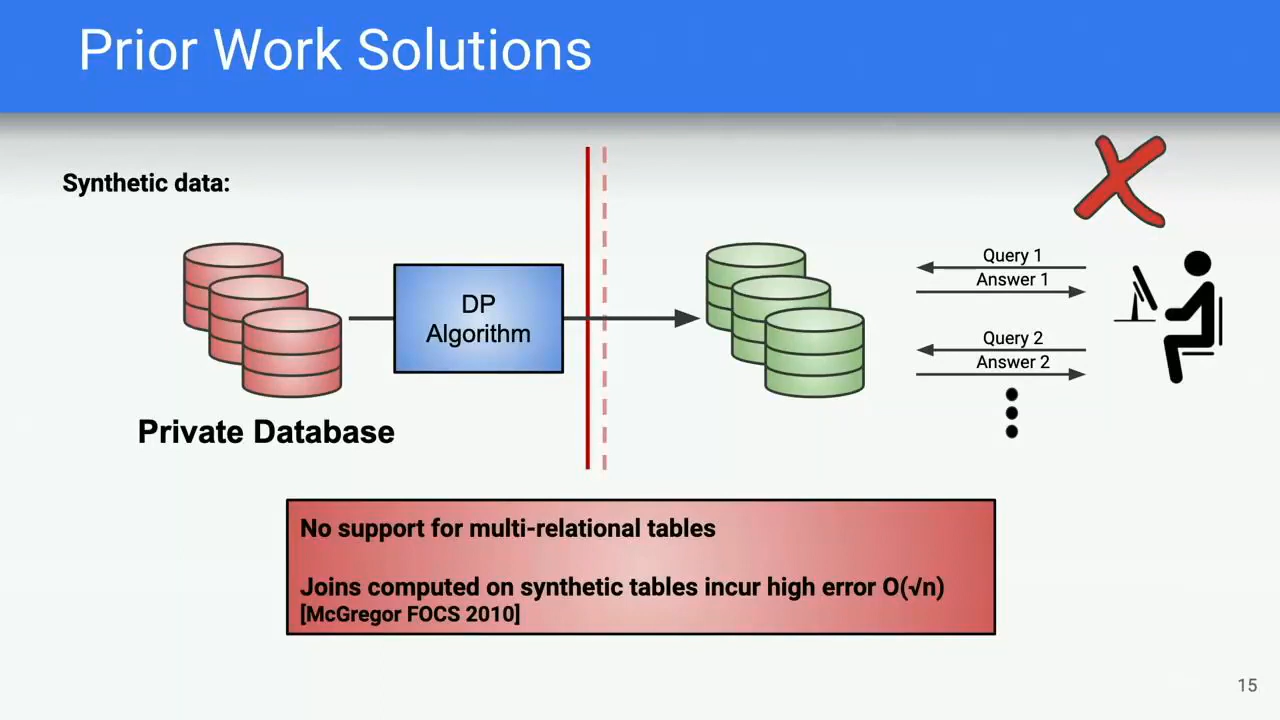 Prior Work Solutions
Synthetic data:
DP
Algorithm
Private Database
Query 1
Answer 1
Query 2
Answer 2
No support for multi-relational tables
Joins computed on synthetic tables incur high error O(√n)
[McGregor FOCS 2010]
15